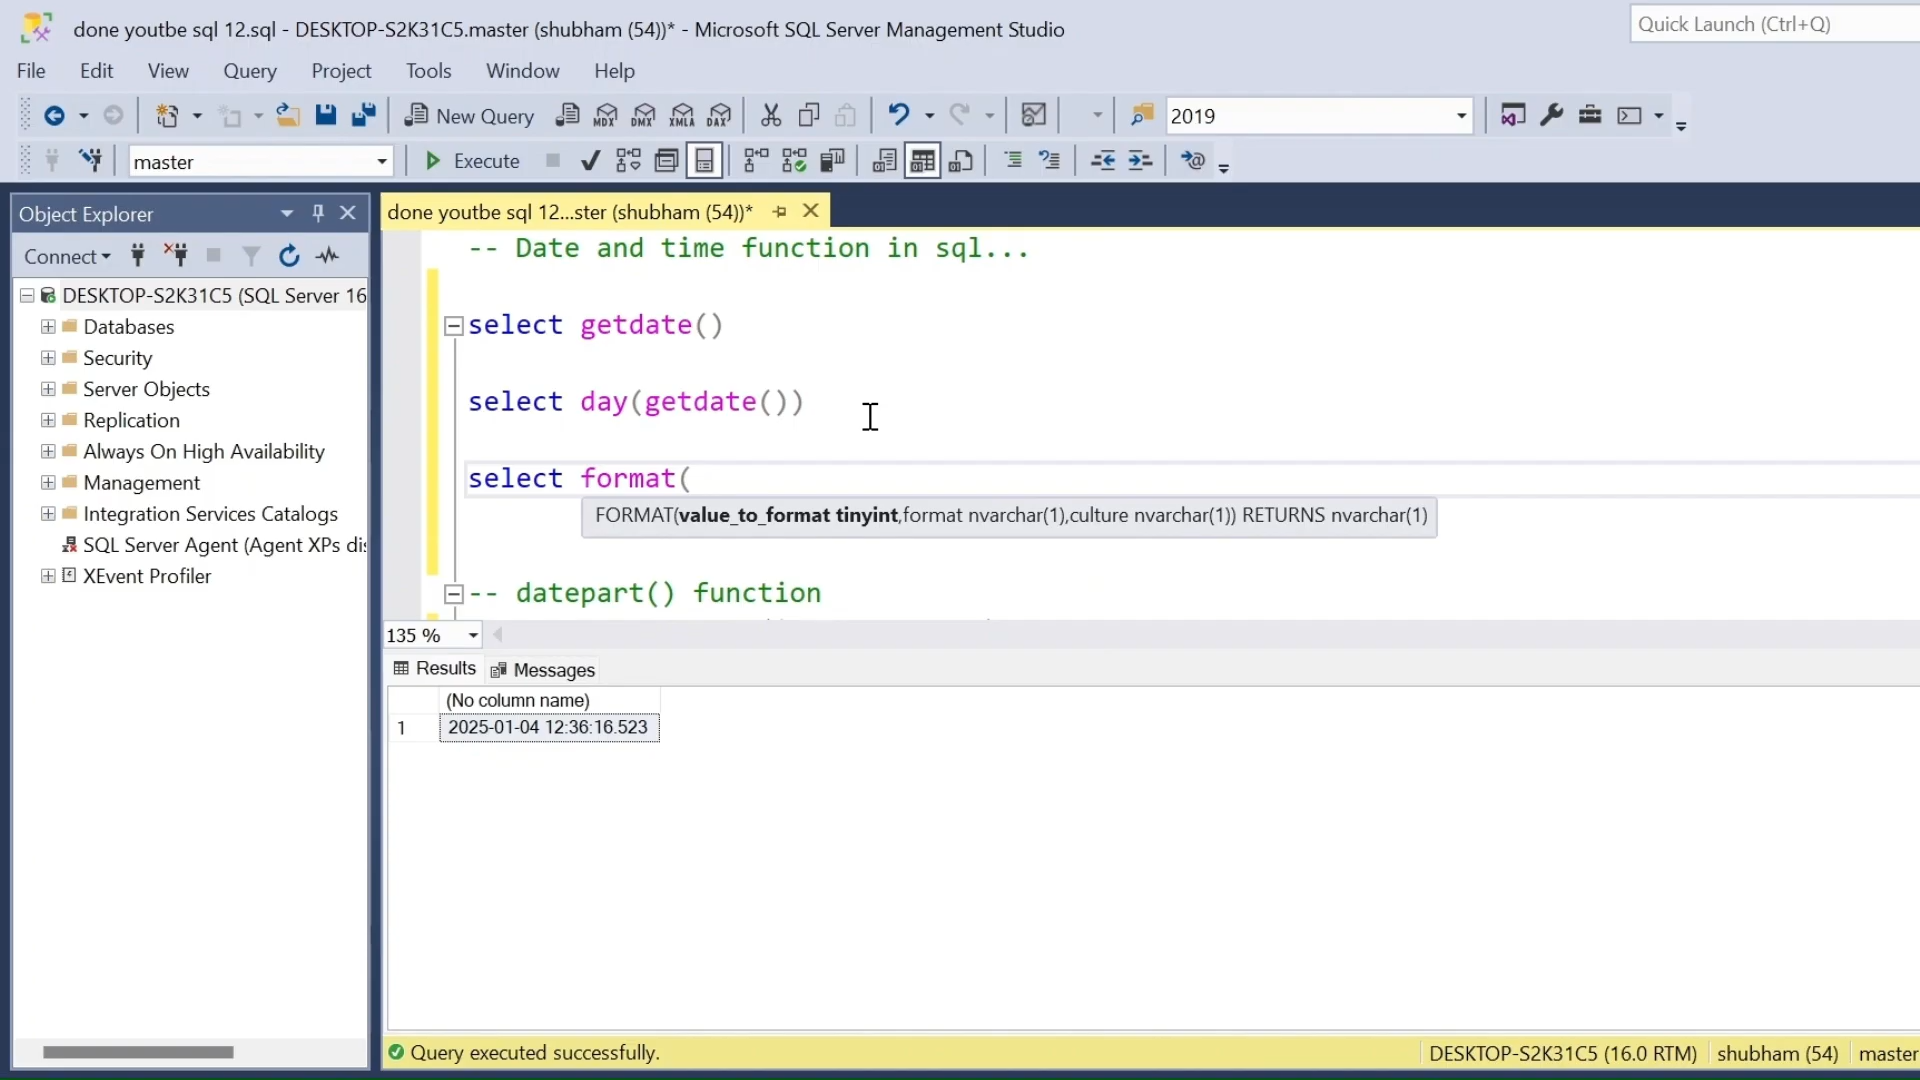 done youtbe sql 12.sql - DESKTOP-S2K31C5.master (shubham (54))* - Microsoft SQL Server Management Studio
Quick Launch (Ctrl+Q)
File Edit View Query Project Tools Window Help
New Query MDX DMX XMLA DAX 2019
master Execute
Object Explorer
done youtbe sql 12...ster (shubham (54))*
Connect
DESKTOP-S2K31C5 (SQL Server 16
Databases
Security
Server Objects
Replication
Always On High Availability
Management
Integration Services Catalogs
SQL Server Agent (Agent XPs dis
XEvent Profiler
-- Date and time function in sql...
select getdate()
select day(getdate())
select format(
FORMAT(value_to_format tinyint,format nvarchar(1),culture nvarchar(1)) RETURNS nvarchar(1)
-- datepart() function
135 %
Results Messages
(No column name)
1 2025-01-04 12:36:16.523
Query executed successfully.
DESKTOP-S2K31C5 (16.0 RTM) shubham (54) master